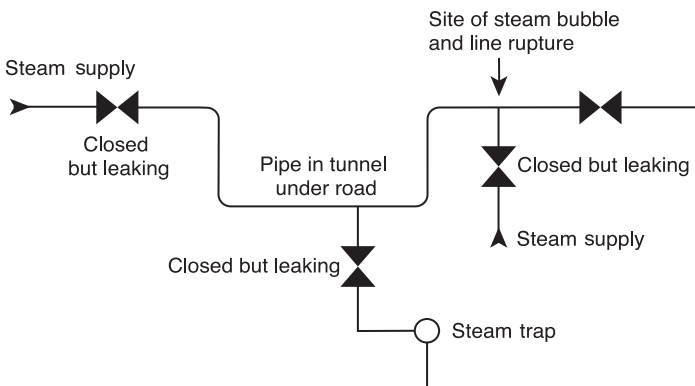 Site of steam bubble
and line rupture
Steam supply
Closed
but leaking
Pipe in tunnel
under road
Closed but leaking
Steam supply
Closed but leaking
Steam trap